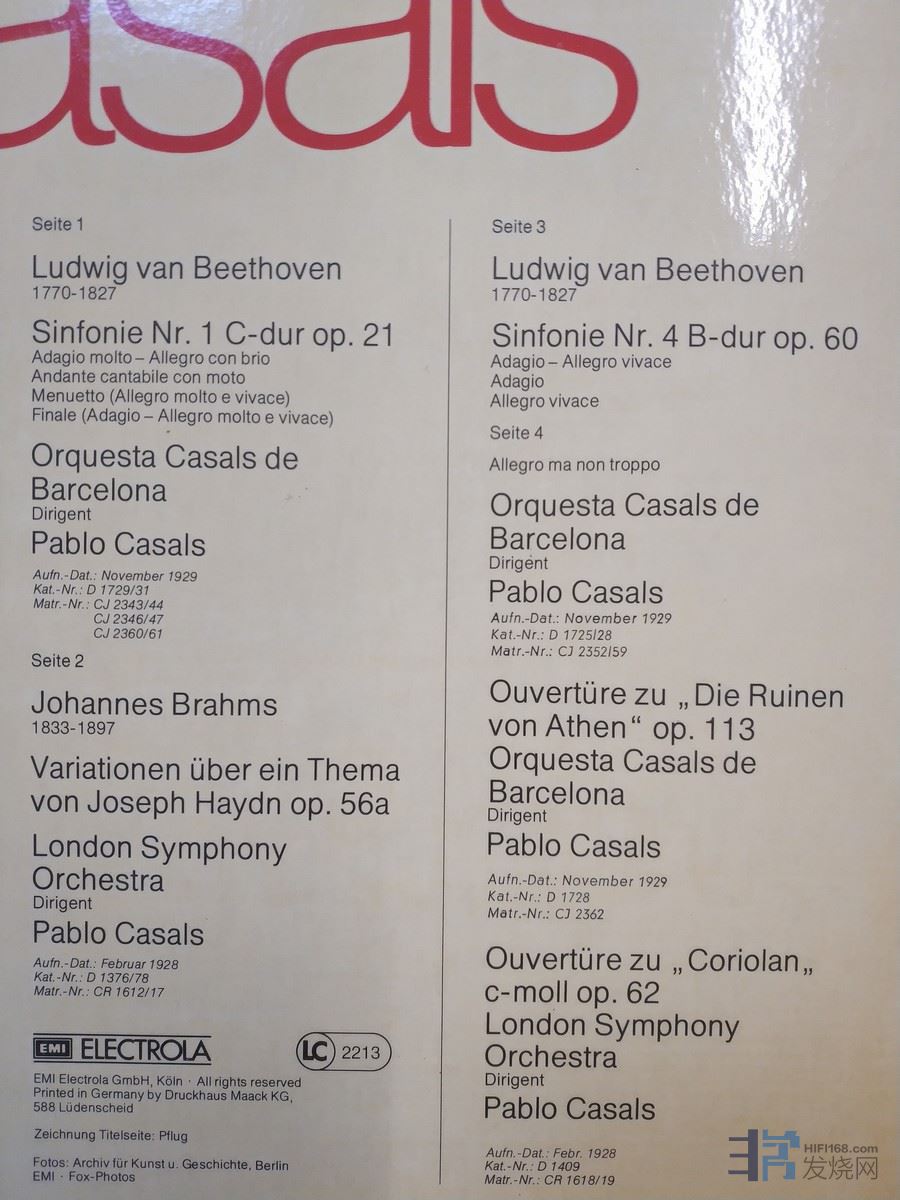 asals
Seite 1
Ludwig van Beethoven
1770-1827
Sinfonie Nr. 1 C-dur op. 21
Adagio molto – Allegro con brio
Andante cantabile con moto
Menuetto (Allegro molto e vivace)
Finale (Adagio – Allegro molto e vivace)
Orquesta Casals de
Barcelona
Dirigent
Pablo Casals
Aufn.-Dat.: November 1929
Kat.-Nr.: D 1729/31
Matr.-Nr.: CJ 2343/44
CJ 2346/47
CJ 2360/61
Seite 2
Johannes Brahms
1833-1897
Variationen über ein Thema
von Joseph Haydn op. 56a
London Symphony
Orchestra
Dirigent
Pablo Casals
Aufn.-Dat.: Februar 1928
Kat.-Nr.: D 1376/78
Matr.-Nr.: CR 1612/17
EMI ELECTROLA LC 2213
EMI Electrola GmbH, Köln · All rights reserved
Printed in Germany by Druckhaus Maack KG,
588 Lüdenscheid
Zeichnung Titelseite: Pflug
Fotos: Archiv für Kunst u. Geschichte, Berlin
EMI · Fox-Photos
Seite 3
Ludwig van Beethoven
1770-1827
Sinfonie Nr. 4 B-dur op. 60
Adagio – Allegro vivace
Adagio
Allegro vivace
Seite 4
Allegro ma non troppo
Orquesta Casals de
Barcelona
Dirigent
Pablo Casals
Aufn.-Dat.: November 1929
Kat.-Nr.: D 1725/28
Matr.-Nr.: CJ 2352/59
Ouvertüre zu „Die Ruinen
von Athen“ op. 113
Orquesta Casals de
Barcelona
Dirigent
Pablo Casals
Aufn.-Dat.: November 1929
Kat.-Nr.: D 1728
Matr.-Nr.: CJ 2362
Ouvertüre zu „Coriolan„
c-moll op. 62
London Symphony
Orchestra
Dirigent
Pablo Casals
Aufn.-Dat.: Febr. 1928
Kat.-Nr.: D 1409
Matr.-Nr.: CR 1618/19
HIFI168.com
发烧网